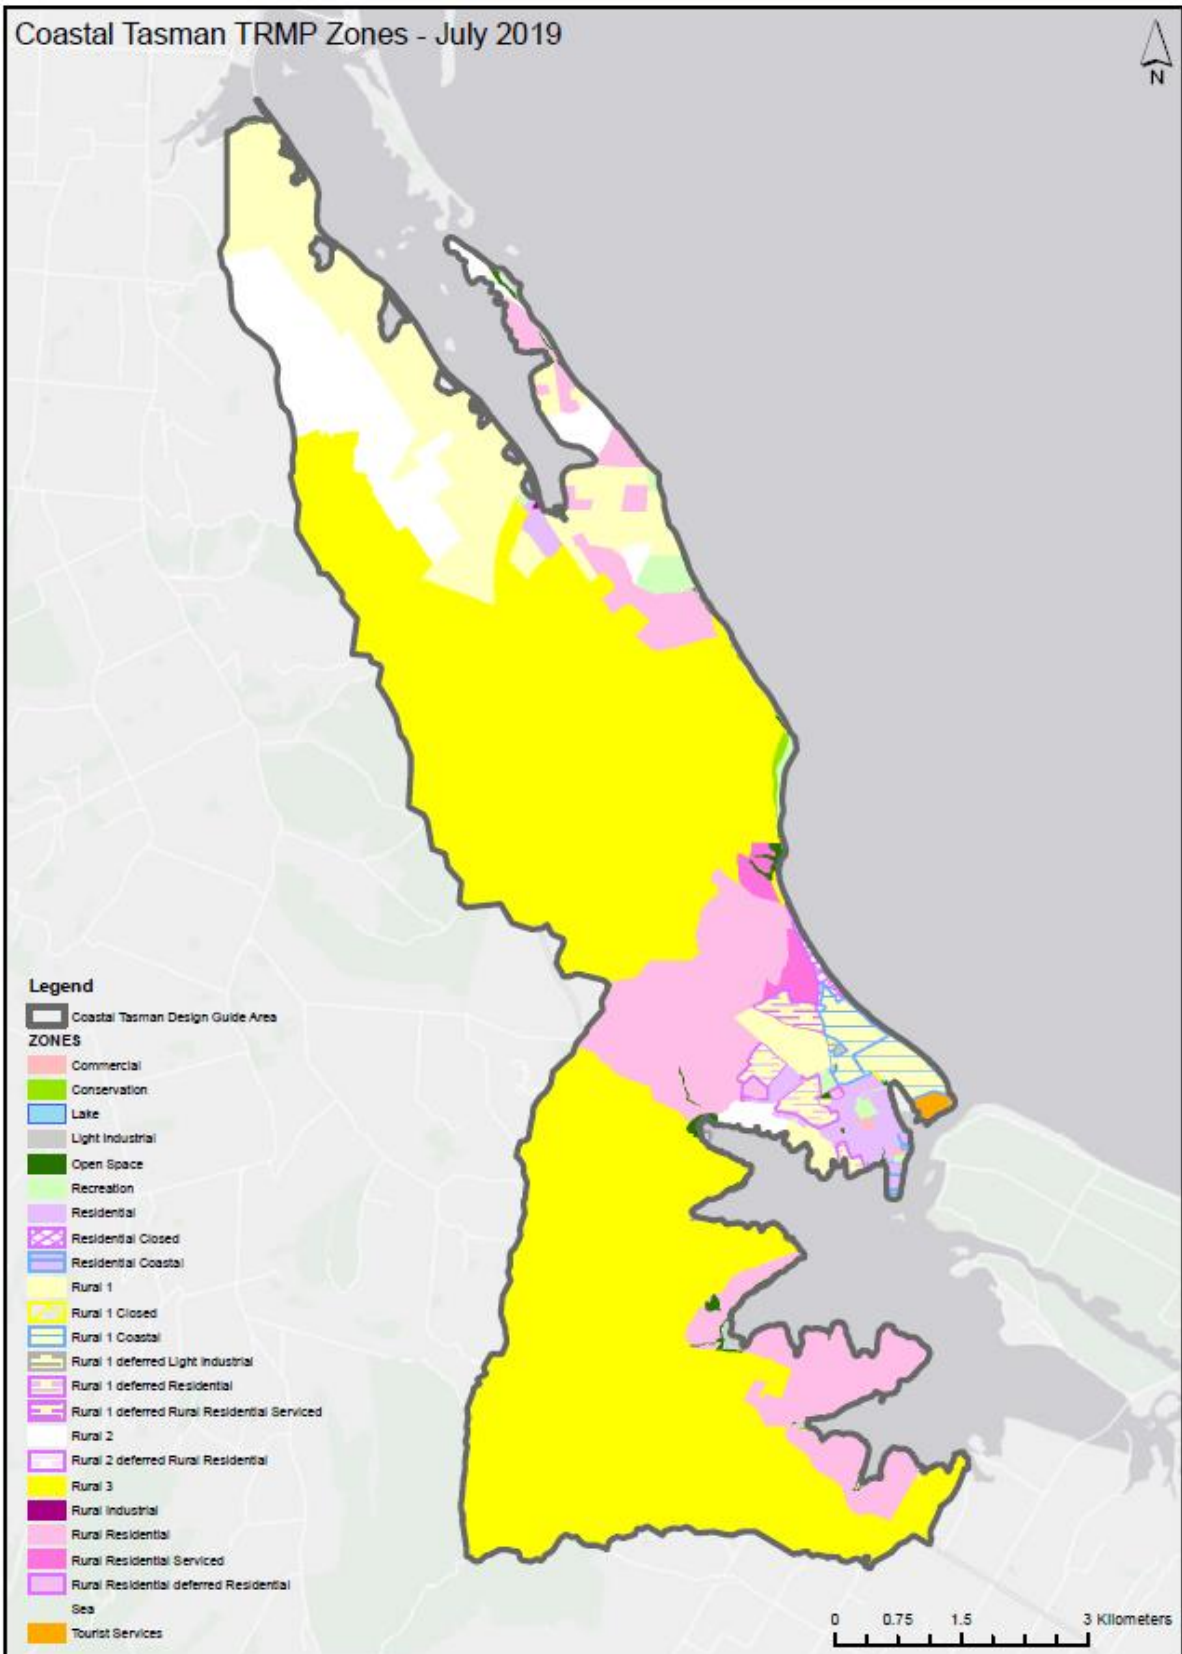 Coastal Tasman TRMP Zones - July 2019
N
Legend
Coastal Tasman Design Guide Area
ZONES
Commercial
Conservation
Lake
Light Industrial
Open Space
Recreation
Residential
Residential Closed
Residential Coastal
Rural 1
Rural 1 Closed
Rural 1 Coastal
Rural 1 deferred Light Industrial
Rural 1 deferred Residential
Rural 1 deferred Rural Residential Serviced
Rural 2
Rural 2 deferred Rural Residential
Rural 3
Rural Industrial
Rural Residential
Rural Residential Serviced
Rural Residential deferred Residential
Sea
Tourist Services
0 0.75 1.5 3 Kilometers